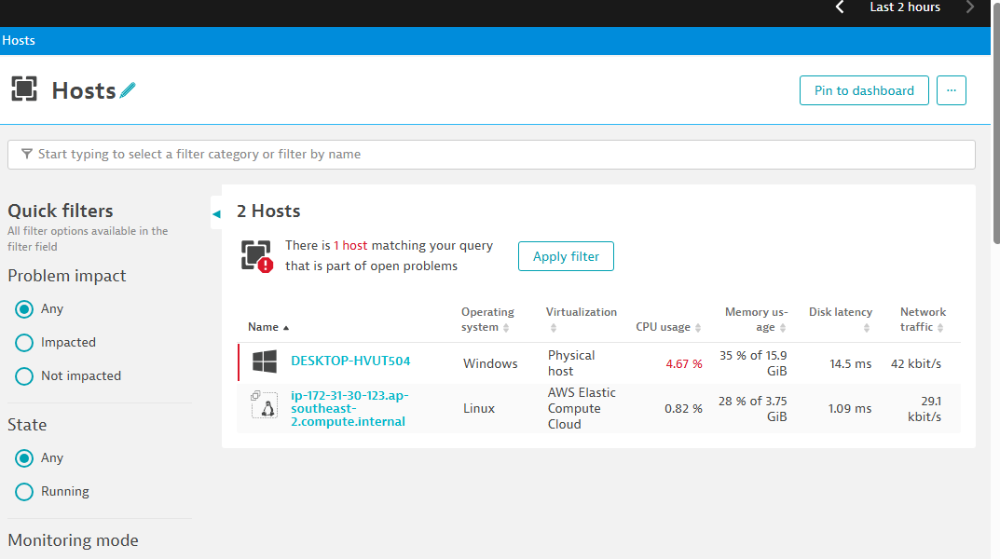 Last 2 hours
Hosts
Hosts
Pin to dashboard
...
Start typing to select a filter category or filter by name
Quick filters
All filter options available in the
filter field
Problem impact
Any
Impacted
Not impacted
State
Any
Running
Monitoring mode
2 Hosts
There is 1 host matching your query
that is part of open problems
Apply filter
Name
Operating
system
Virtualization
CPU usage
Memory us-
age
Disk latency
Network
traffic
DESKTOP-HVUT504
Windows
Physical
host
4.67 %
35 % of 15.9
GiB
14.5 ms
42 kbit/s
ip-172-31-30-123.ap-
southeast-
2.compute.internal
Linux
AWS Elastic
Compute
Cloud
0.82 %
28 % of 3.75
GiB
1.09 ms
29.1
kbit/s